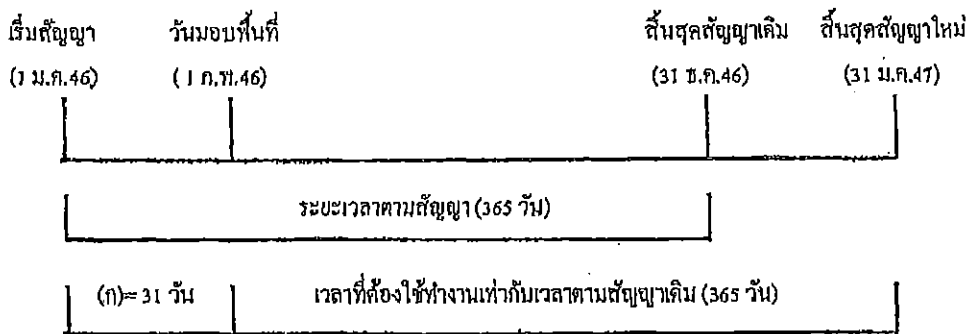 เริ่มสัญญา วันมอบพื้นที่ สิ้นสุดสัญญาเดิม สิ้นสุดสัญญาใหม่
(1 ม.ค.46) (1 ก.พ.46) (31 ธ.ค.46) (31 ม.ค.47)
ระยะเวลาตามสัญญา (365 วัน)
(ก)= 31 วัน เวลาที่ต้องใช้ทำงานเท่ากับเวลาตามสัญญาเดิม (365 วัน)